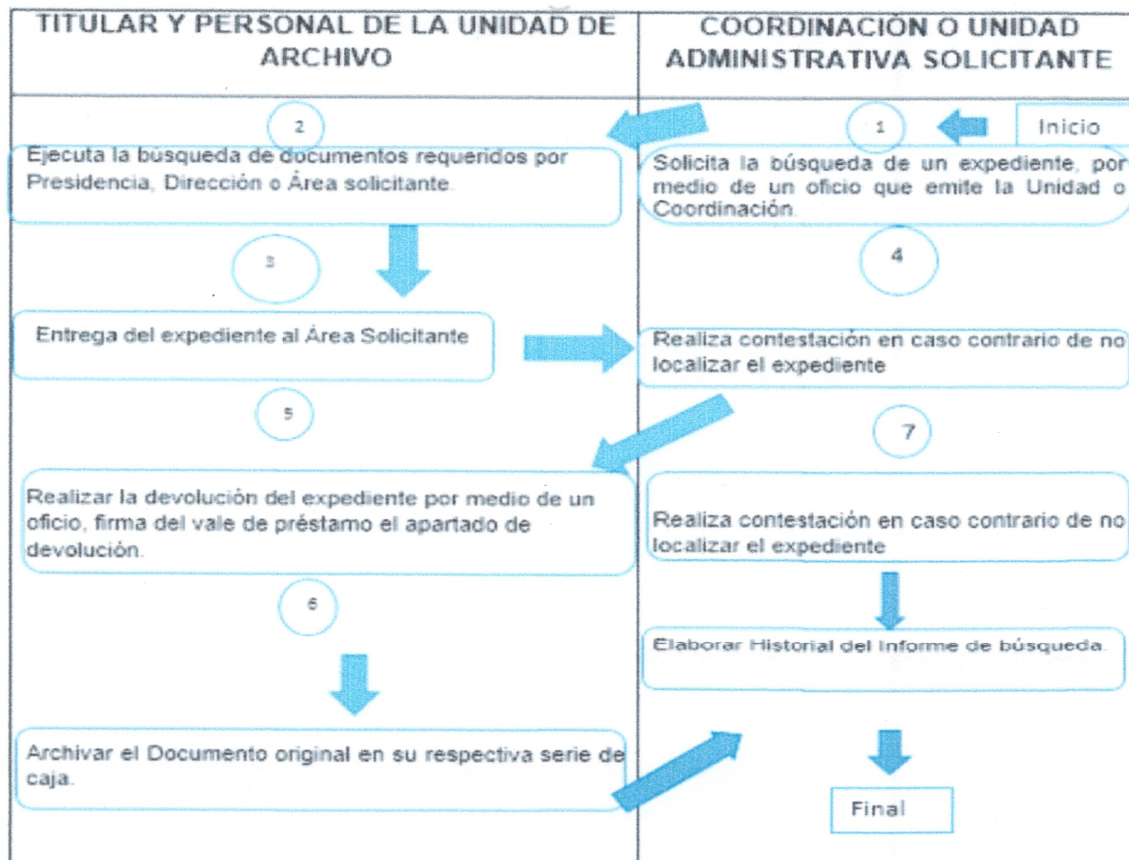 TITULAR Y PERSONAL DE LA UNIDAD DE
ARCHIVO
COORDINACIÓN O UNIDAD
ADMINISTRATIVA SOLICITANTE
Inicio
1
Solicita la búsqueda de un expediente, por
medio de un oficio que emite la Unidad o
Coordinación.
2
Ejecuta la búsqueda de documentos requeridos por
Presidencia, Dirección o Área solicitante.
3
Entrega del expediente al Área Solicitante
4
Realiza contestación en caso contrario de no
localizar el expediente
5
Realizar la devolución del expediente por medio de un
oficio, firma del vale de préstamo el apartado de
devolución.
6
Archivar el Documento original en su respectiva serie de
caja.
7
Realiza contestación en caso contrario de no
localizar el expediente
Elaborar Historial del Informe de búsqueda.
Final